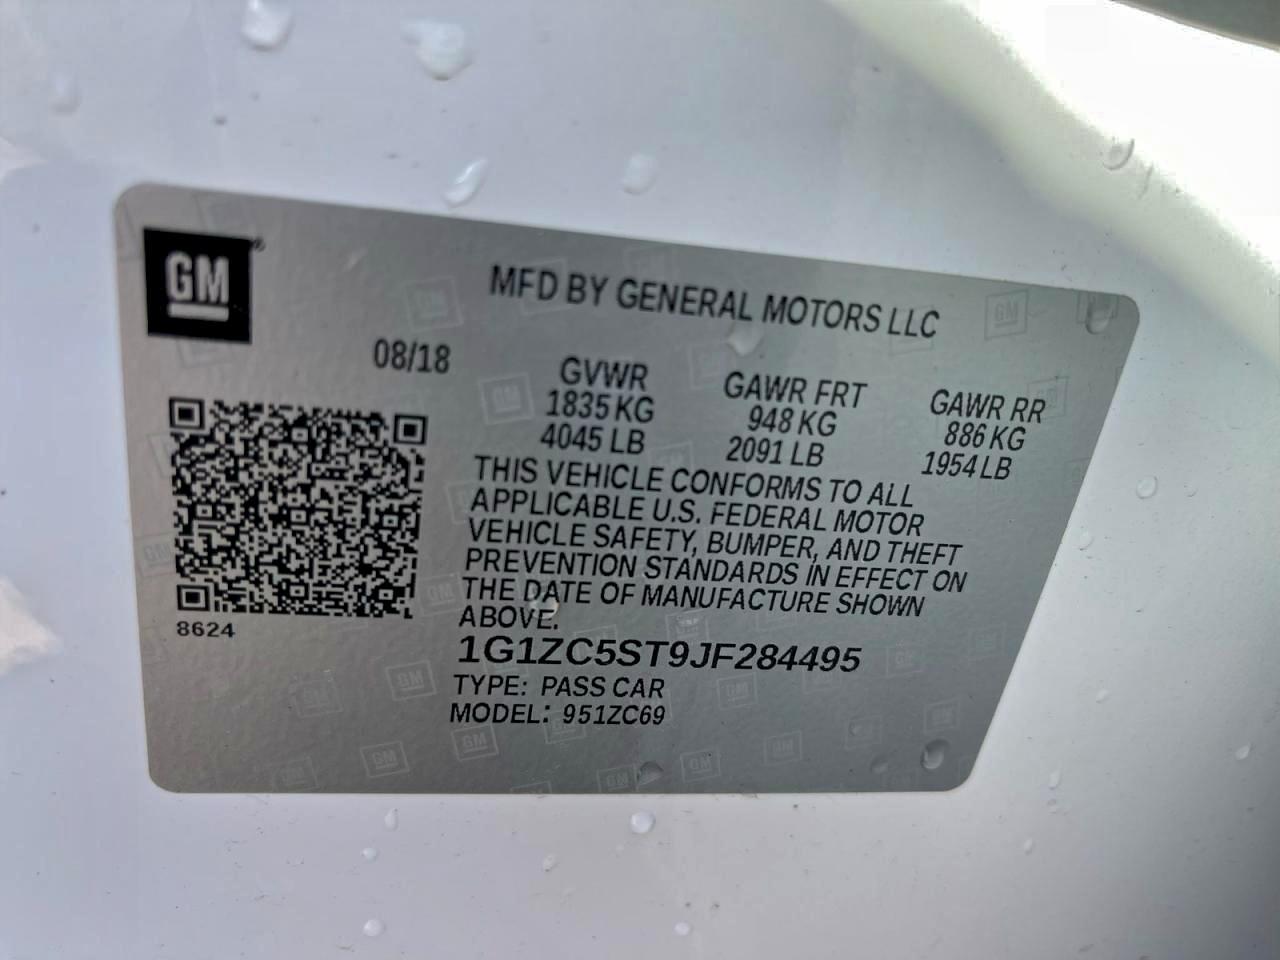 GM
MFD BY GENERAL MOTORS LLC
08/18
GVWR GAWR FRT GAWR RR
1835 KG 948 KG 886 KG
4045 LB 2091 LB 1954 LB
THIS VEHICLE CONFORMS TO ALL
APPLICABLE U.S. FEDERAL MOTOR
VEHICLE SAFETY, BUMPER, AND THEFT
PREVENTION STANDARDS IN EFFECT ON
THE DATE OF MANUFACTURE SHOWN
ABOVE.
8624
1G1ZC5ST9JF284495
TYPE: PASS CAR
MODEL: 951ZC69